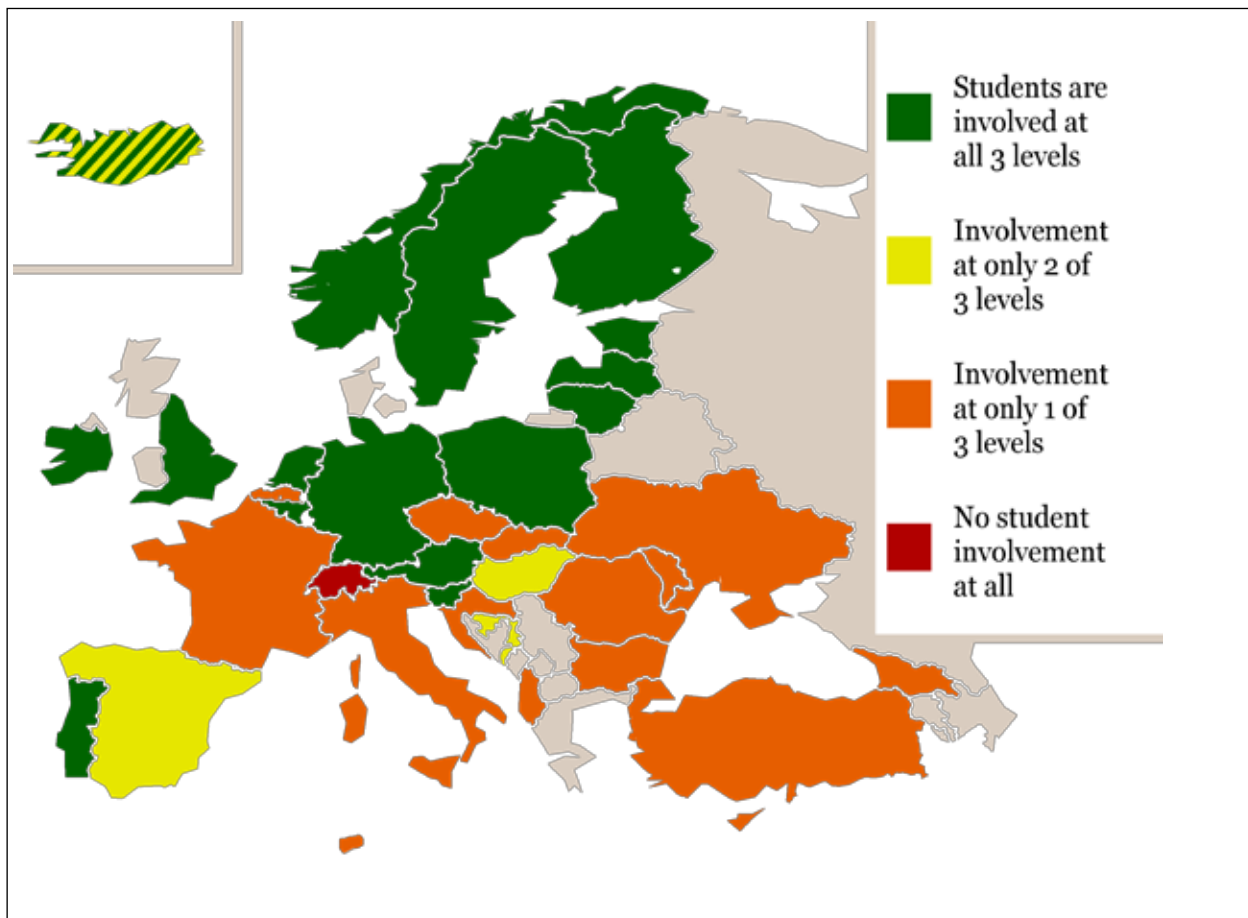 Students are
involved at
all 3 levels
Involvement
at only 2 of
3 levels
Involvement
at only 1 of
3 levels
No student
involvement
at all